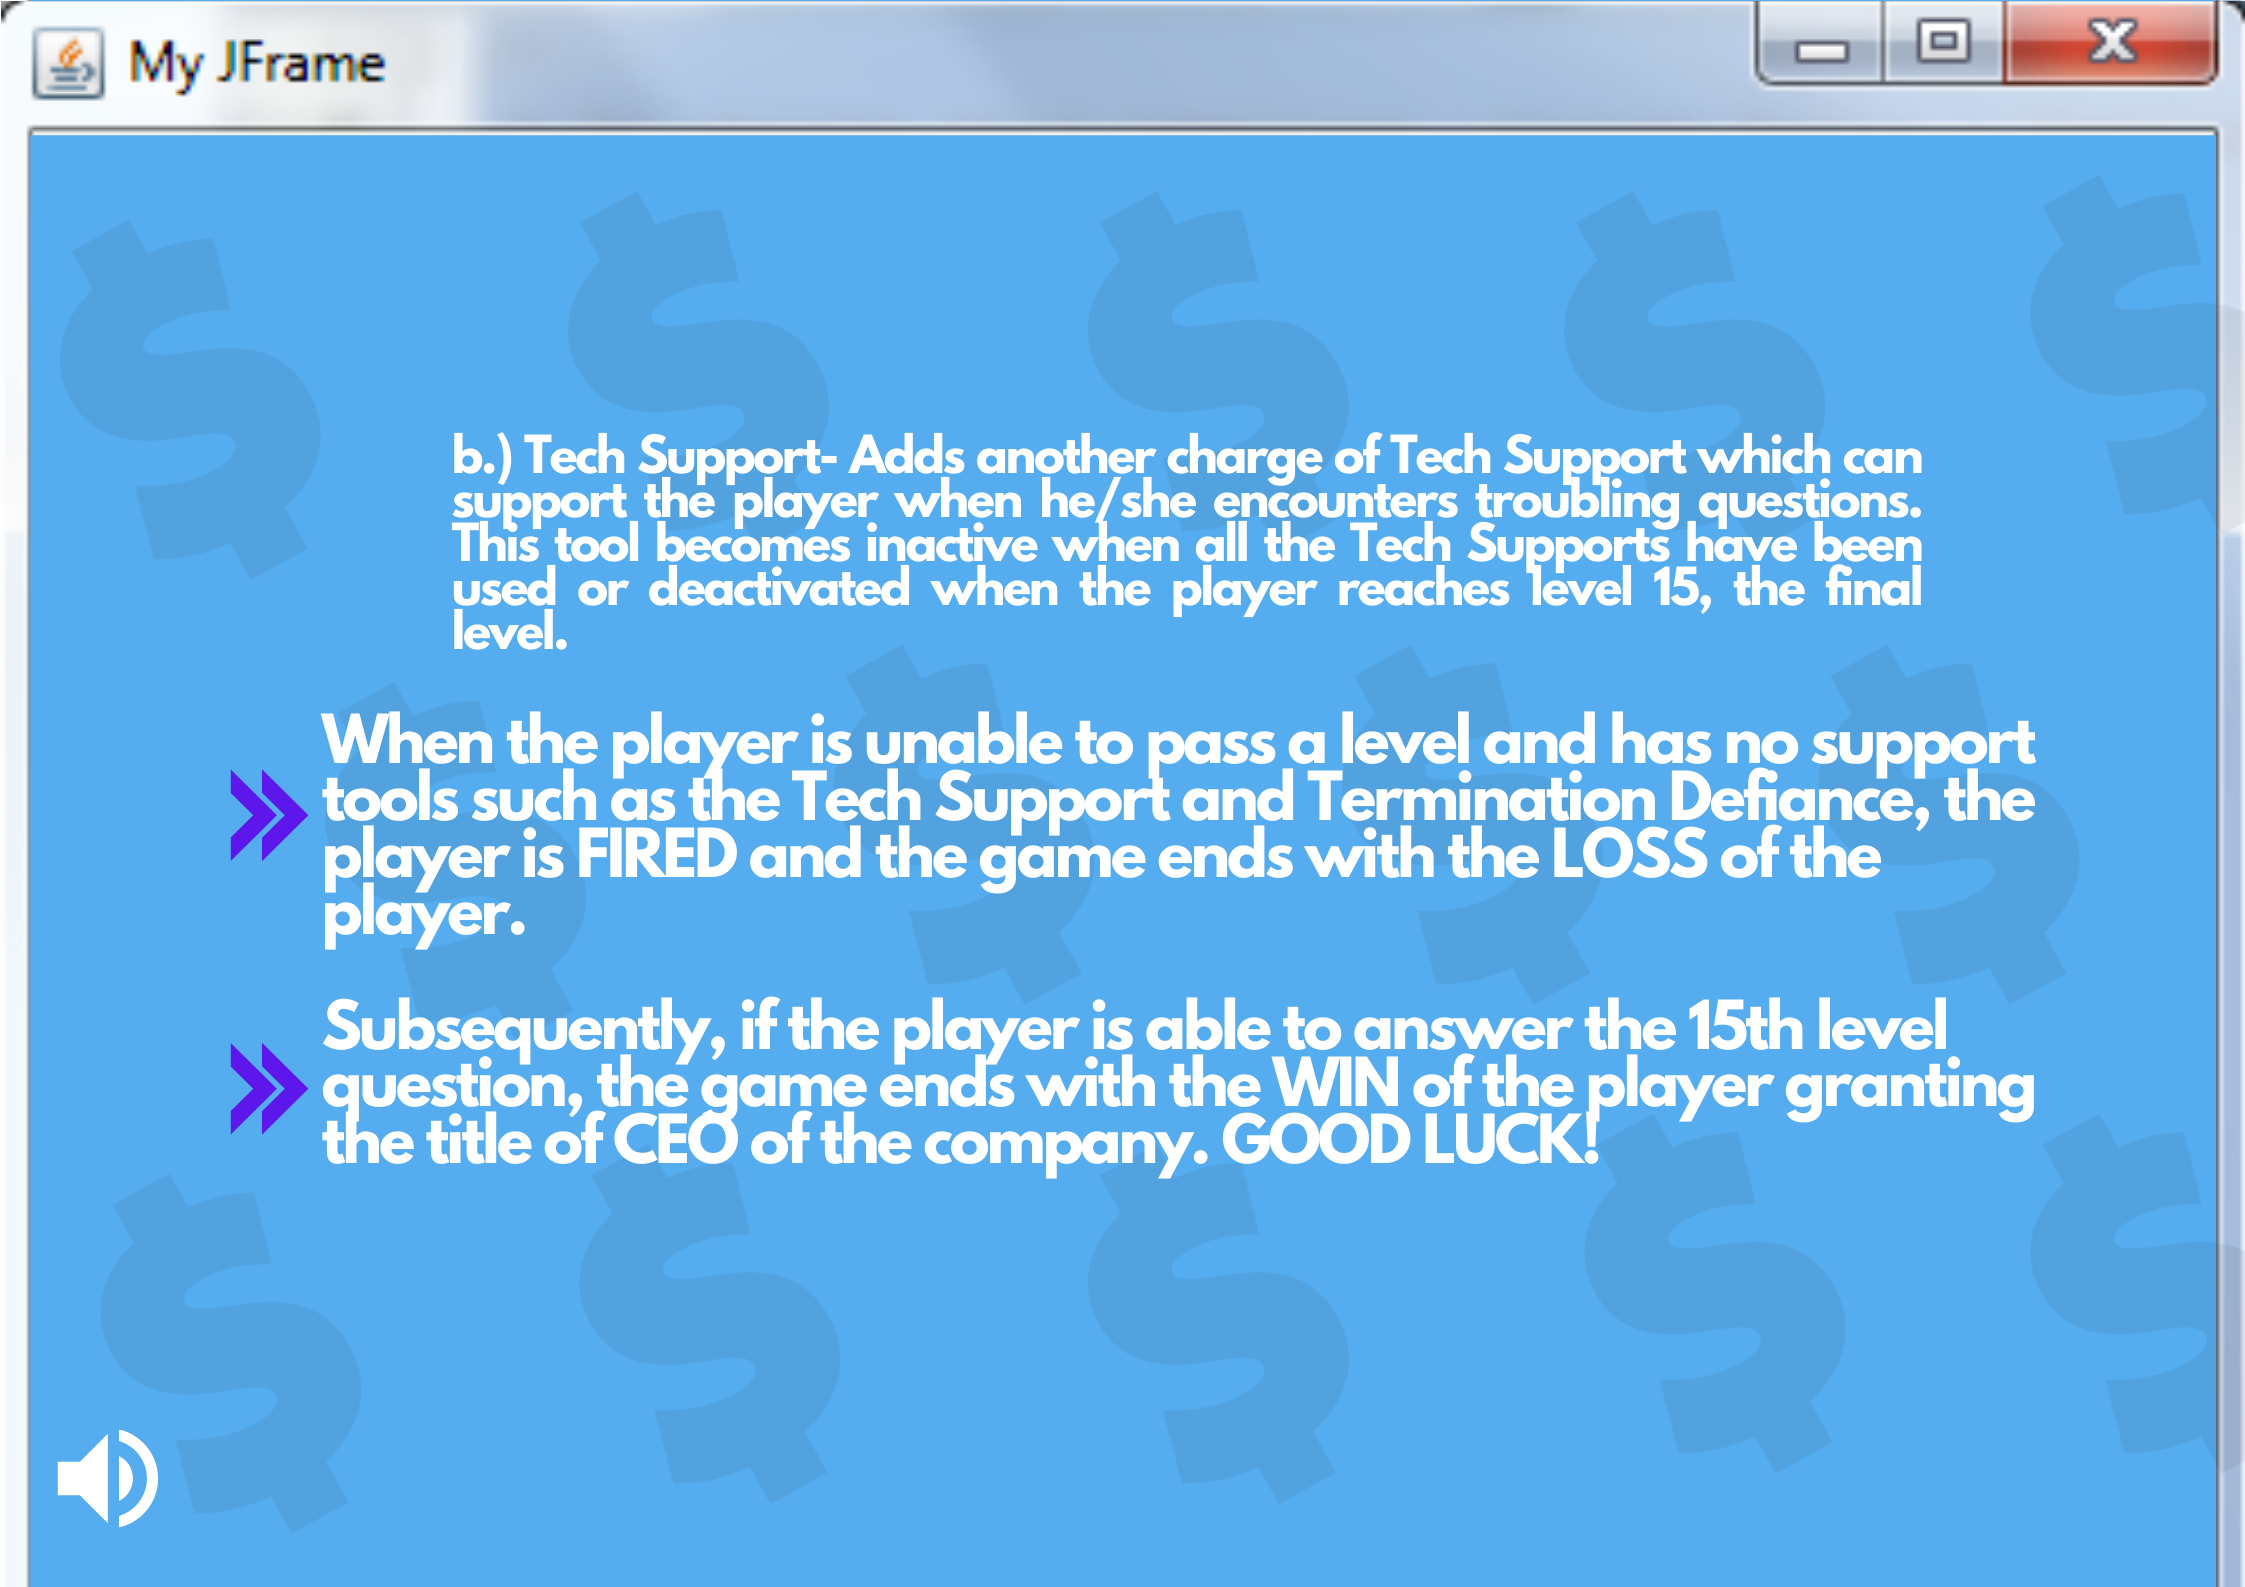 My JFrame
b.) Tech Support- Adds another charge of Tech Support which can
support the player when he/she encounters troubling questions.
This tool becomes inactive when all the Tech Supports have been
used or deactivated when the player reaches level 15, the final
level.
When the player is unable to pass a level and has no support
tools such as the Tech Support and Termination Defiance, the
player is FIRED and the game ends with the LOSS of the
player.
Subsequently, if the player is able to answer the 15th level
question, the game ends with the WIN of the player granting
the title of CEO of the company. GOOD LUCK!